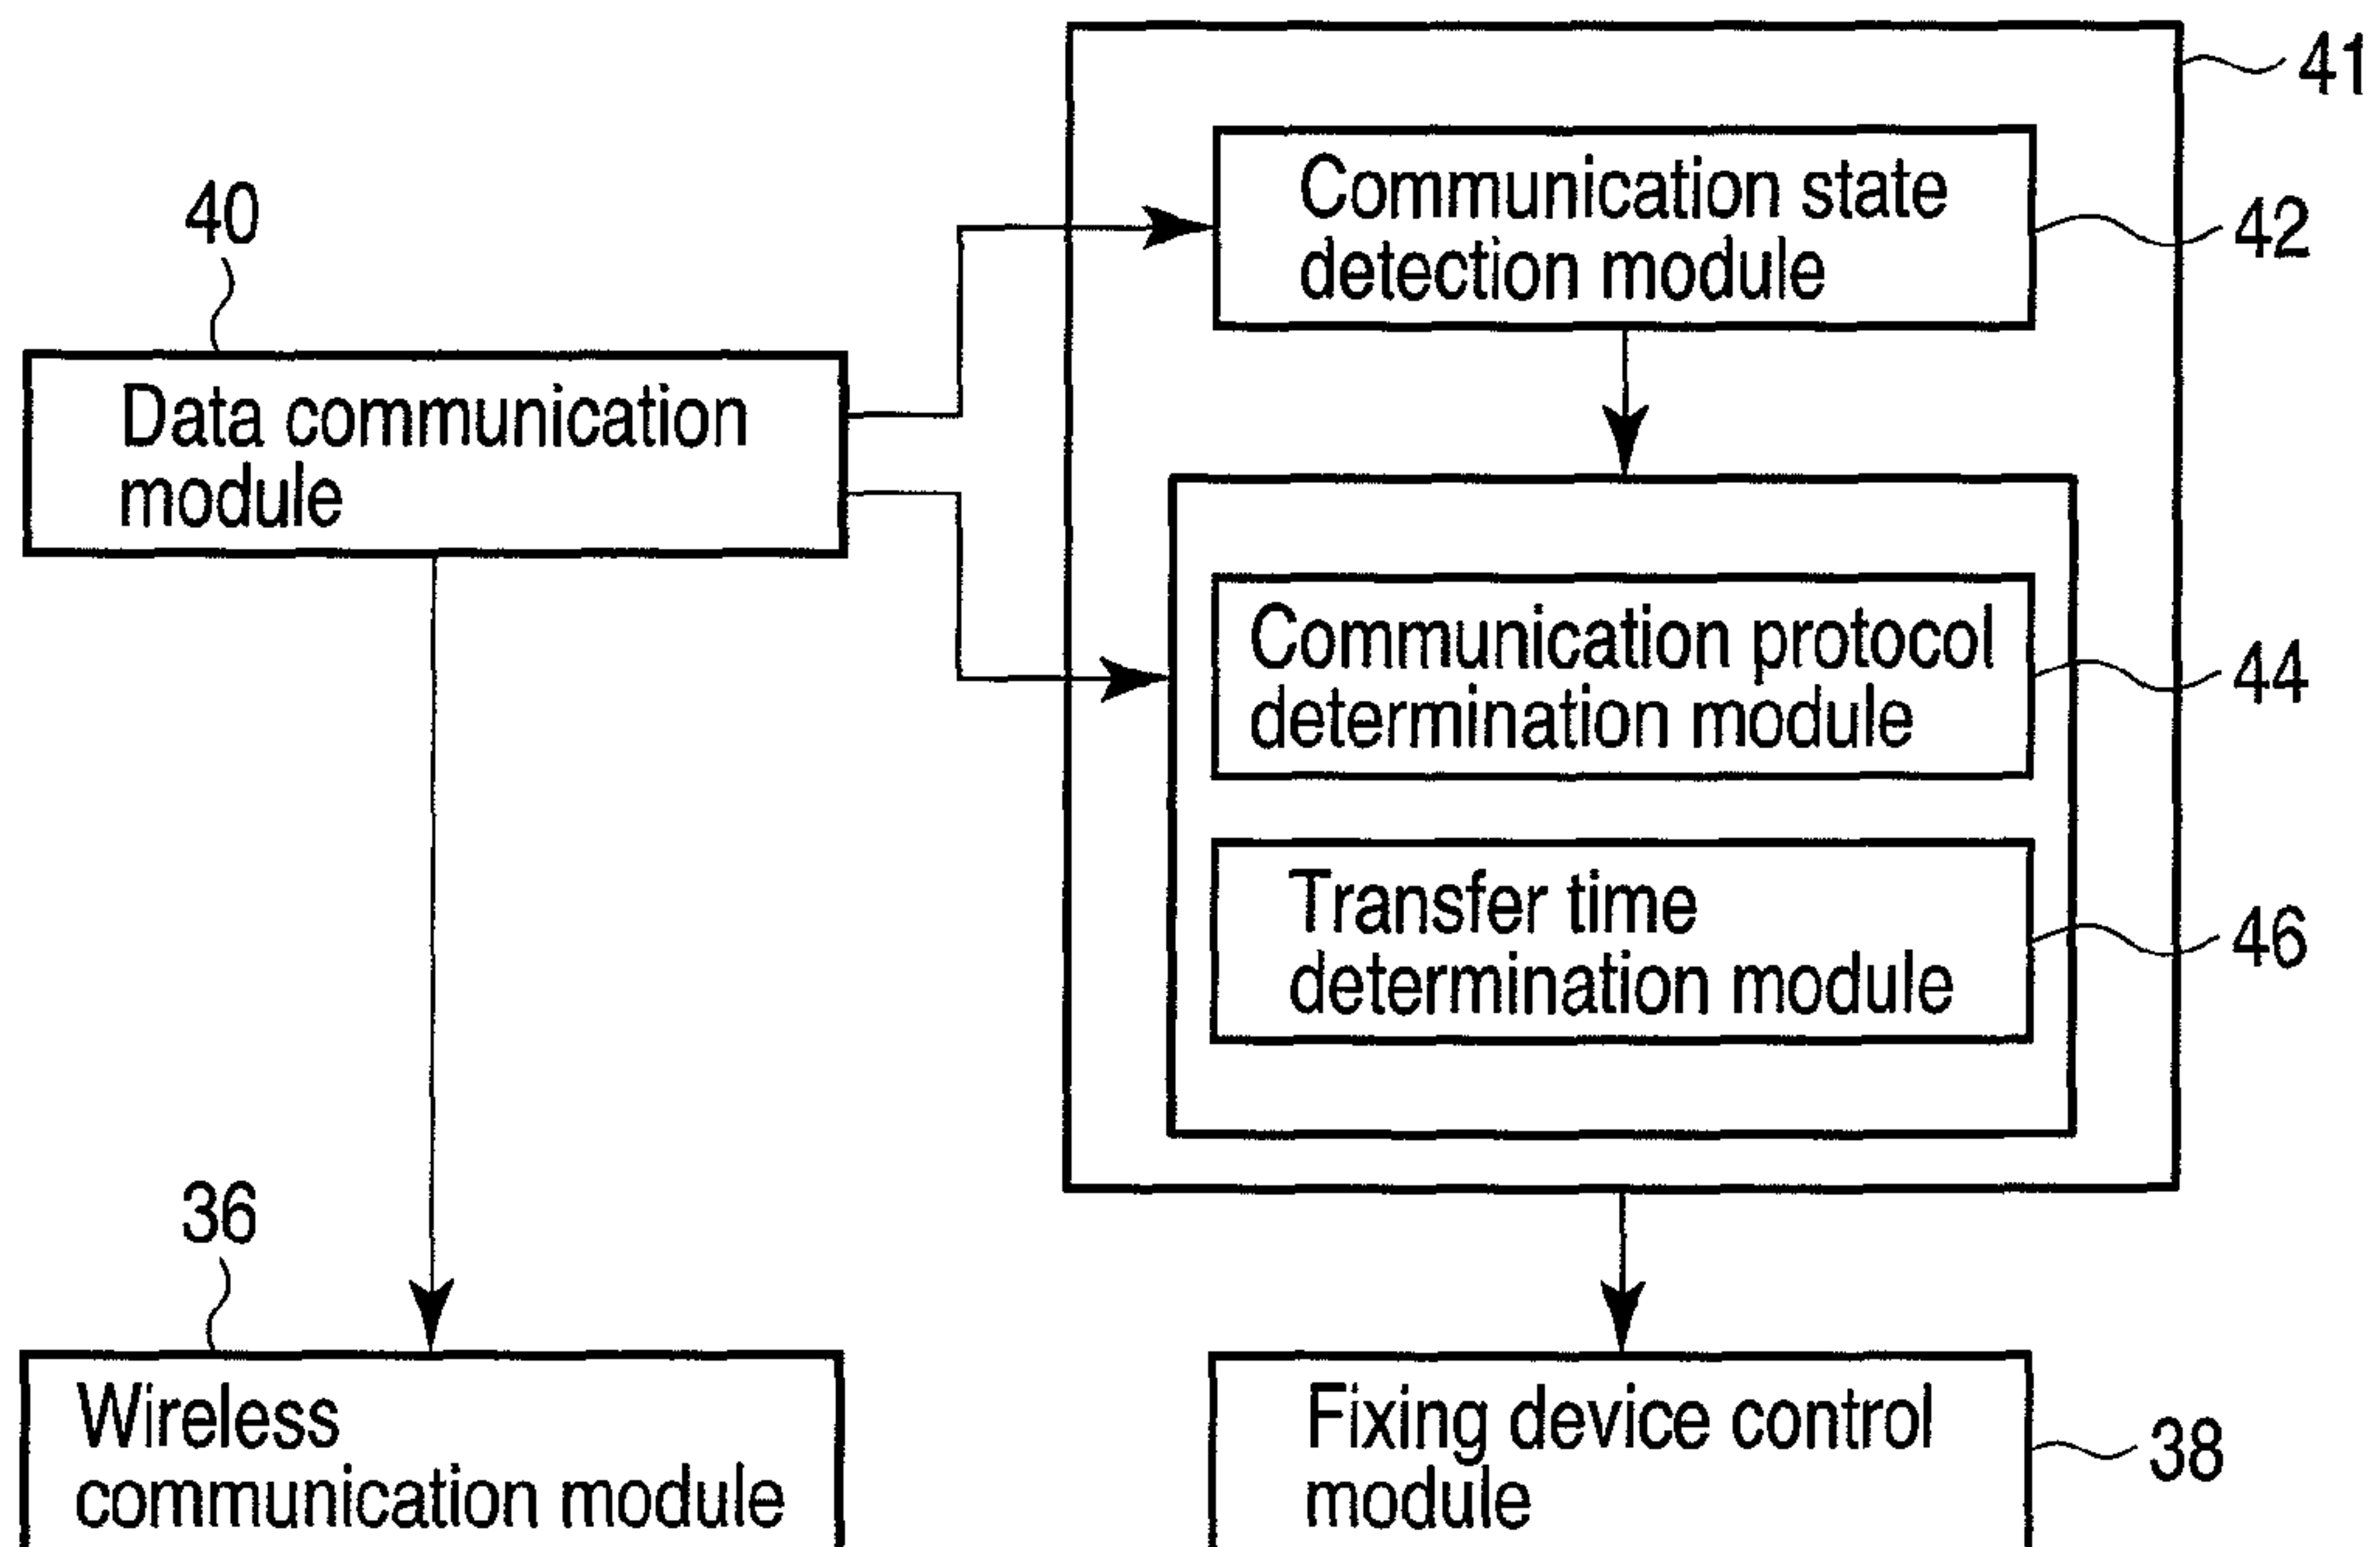 41
Communication state
detection module
42
40
Data communication
module
Communication protocol
determination module
44
Transfer time
determination module
46
36
Wireless
communication module
Fixing device control
module
38